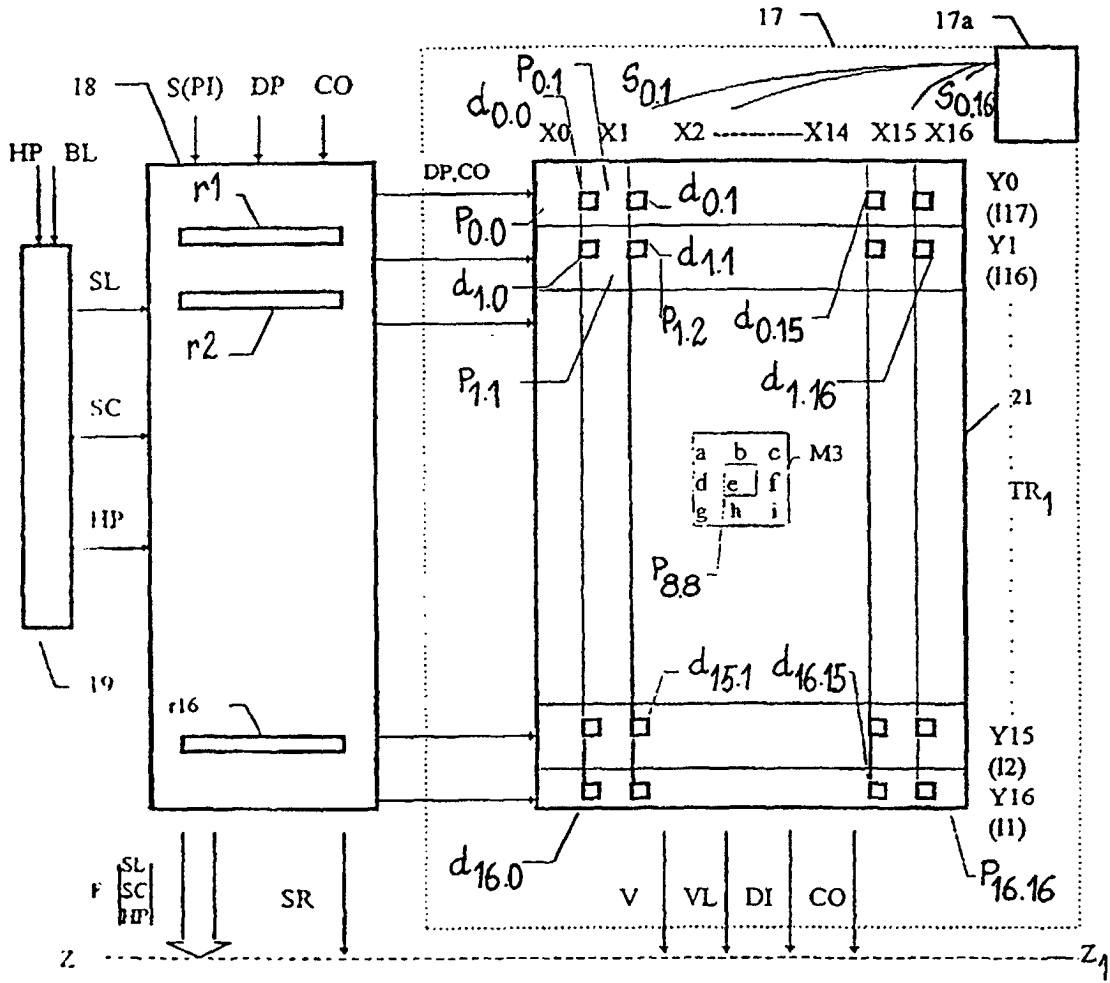 17 17a
18 S(PI) DP CO
P0.1 S0.1 S0.16
d0.0
X0 X1 X2 ---------- X14 X15 X16
HP BL
DP,CO
r1
P0.0 d0.1 Y0
(I17)
Y1
(I16)
SL d1.0 d1.1
r2 P1.2 d0.15
P1.1 d1.16
21
SC
a b c M3
d e f
g h i
TR1
HP
P8.8
19
d15.1 d16.15
r16
Y15
(I2)
Y16
(I1)
d16.0 P16.16
F SL
SC
HP
SR V VL DI CO
Z Z1